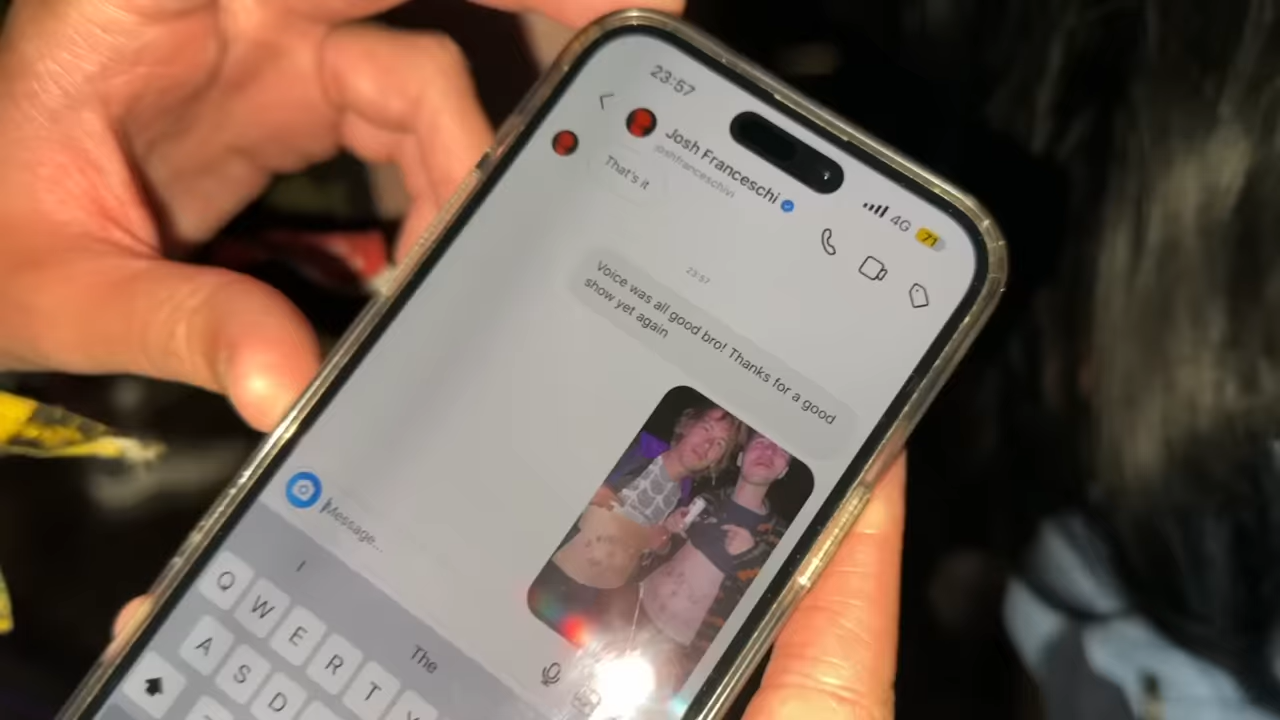 23:57
4G
71
Josh Franceschi
joshfranceschi
That's it
23:57
Voice was all good bro! Thanks for a good
show yet again
Message...
I
The
Q W E R T Y
A S D